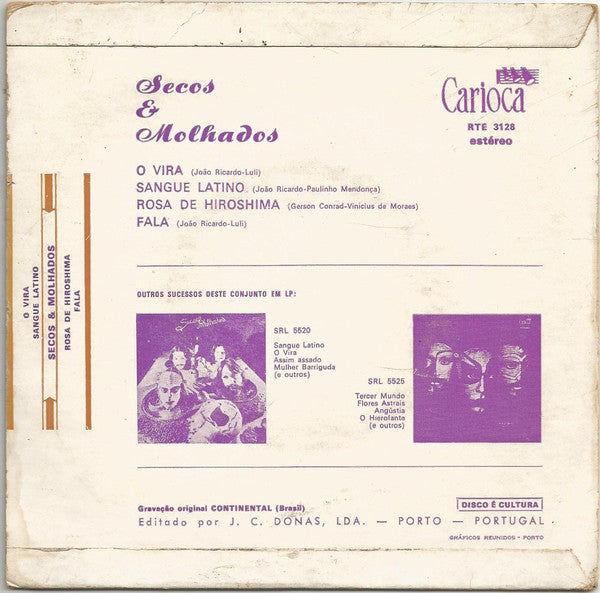 Secos
&
Molhados
Carioca
RTE 3128
estéreo
O VIRA (João Ricardo-Luli)
SANGUE LATINO (João Ricardo-Paulinho Mendonça)
ROSA DE HIROSHIMA (Gerson Conrad-Vinicius de Moraes)
FALA (João Ricardo-Luli)
O VIRA
SANGUE LATINO
SECOS & MOLHADOS
ROSA DE HIROSHIMA
FALA
OUTROS SUCESSOS DESTE CONJUNTO EM LP:
Secos Molhados
SRL 5520
Sangue Latino
O Vira
Assim assado
Mulher Barriguda
(e outros)
SRL 5525
Tercer Mundo
Flores Astrais
Angústia
O Hierofante
(e outros)
Gravação original CONTINENTAL (Brasil)
DISCO É CULTURA
Editado por J. C. DONAS, LDA. — PORTO — PORTUGAL
GRÁFICOS REUNIDOS - PORTO